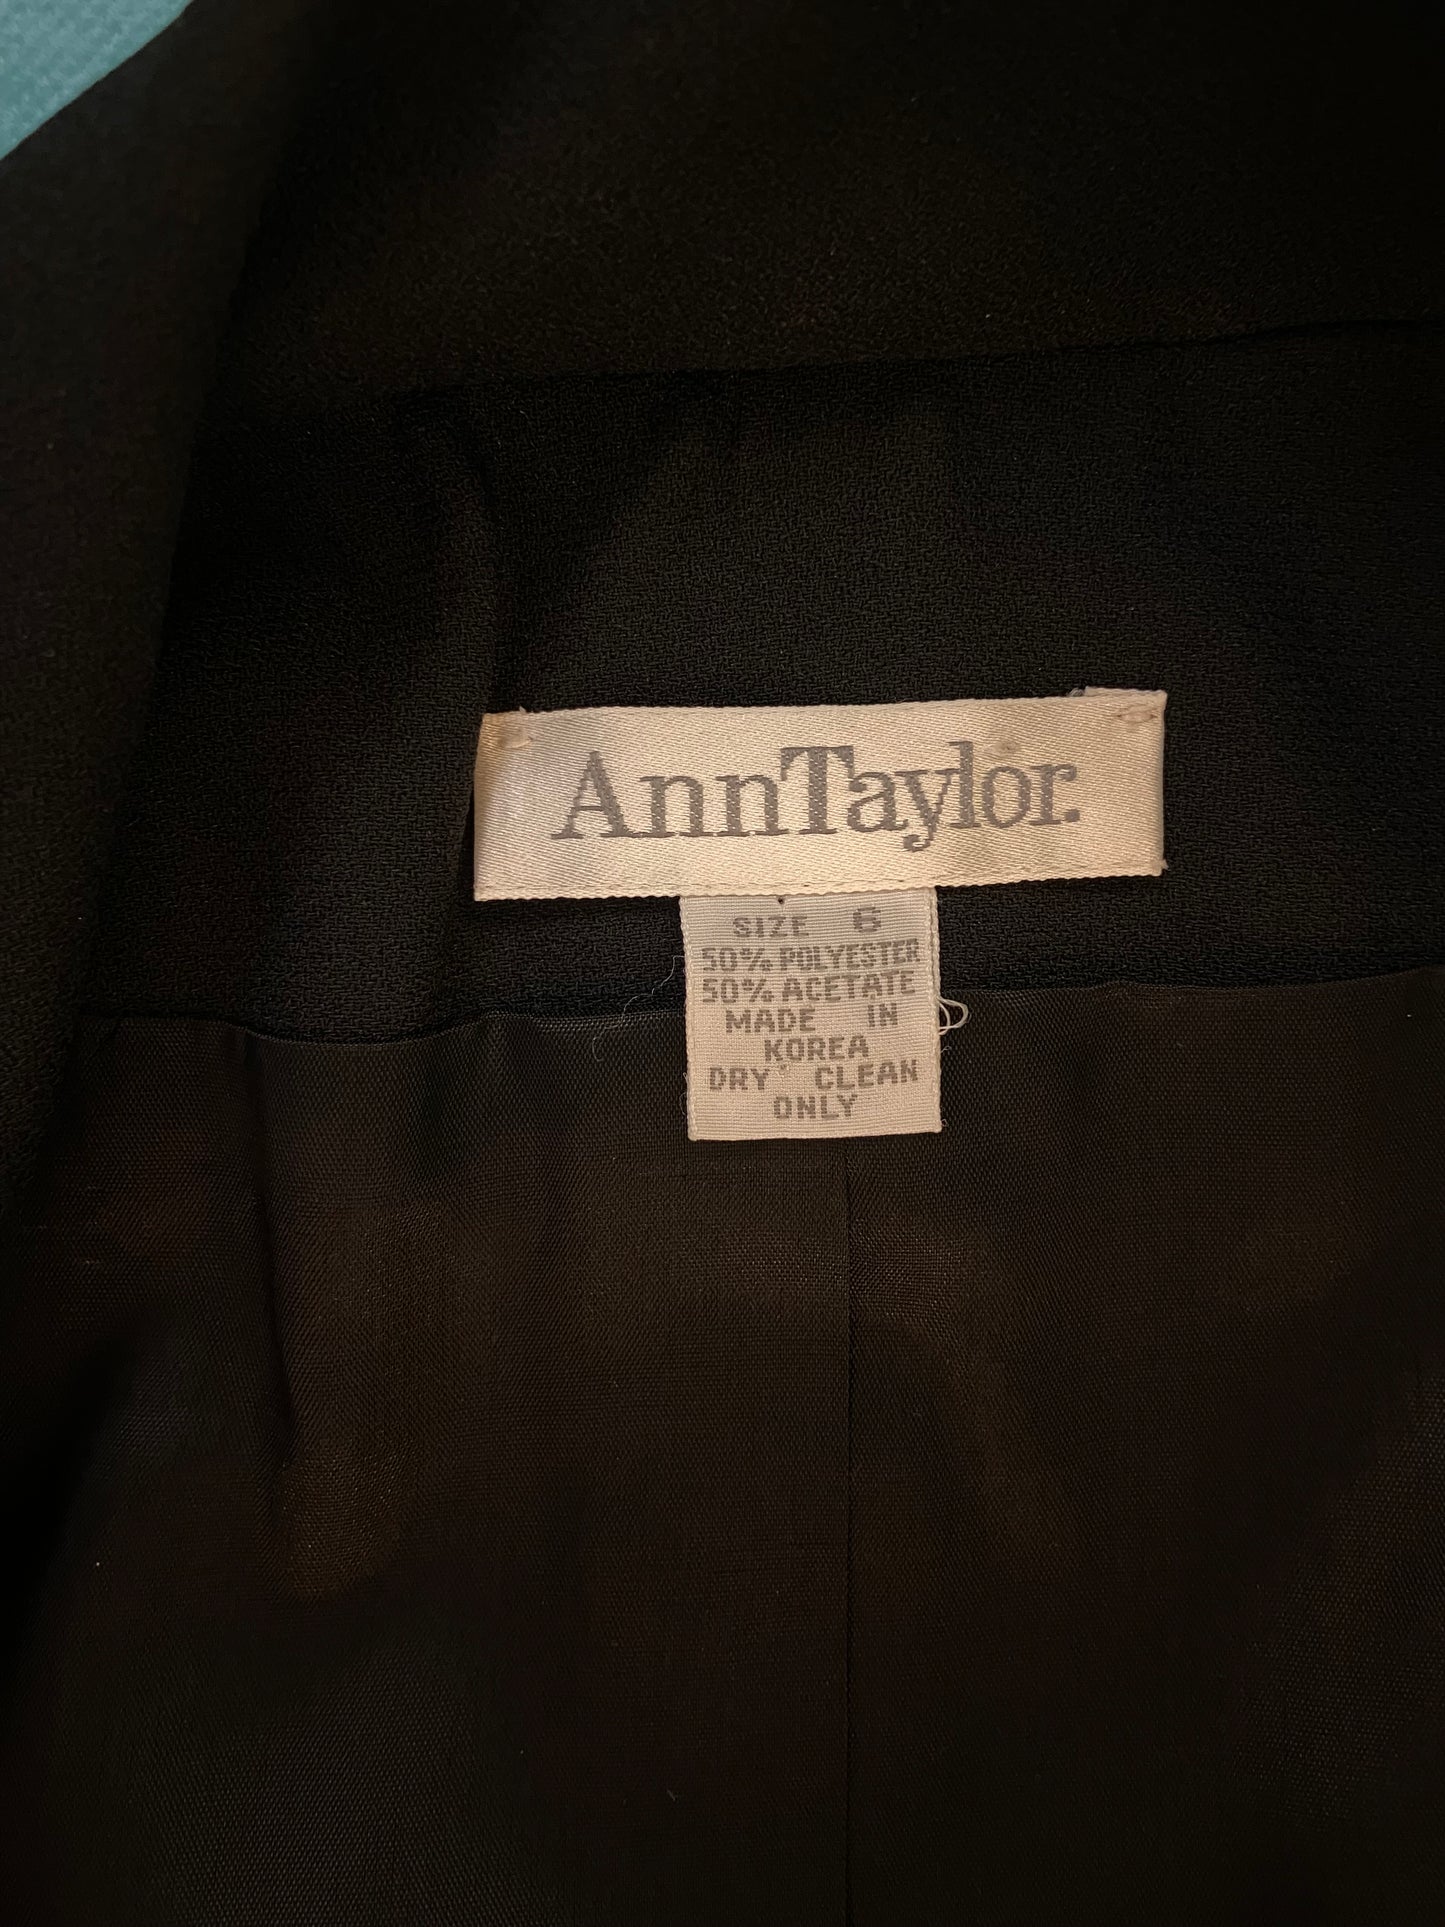 AnnTaylor.
SIZE 6
50% POLYESTER
50% ACETATE
MADE IN
KOREA
DRY CLEAN
ONLY